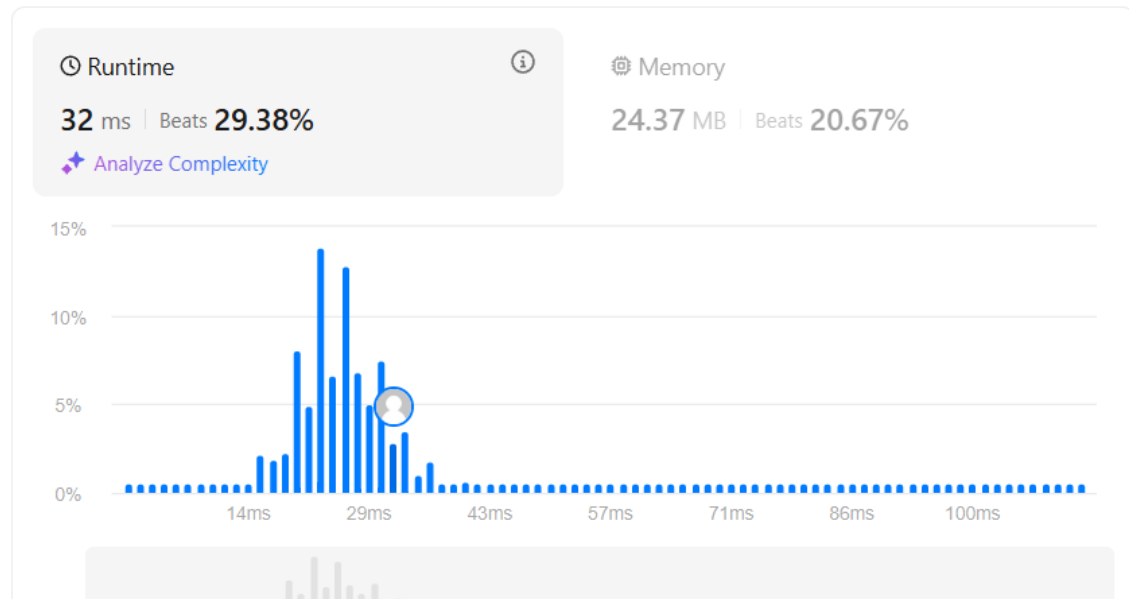 Runtime
32 ms Beats 29.38%
Analyze Complexity
Memory
24.37 MB Beats 20.67%
15%
10%
5%
0%
14ms 29ms 43ms 57ms 71ms 86ms 100ms